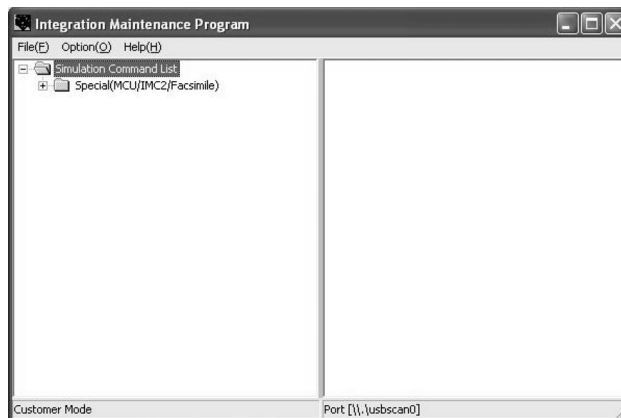 Integration Maintenance Program
File(F) Option(O) Help(H)
Simulation Command List
Special(MCU/IMC2/Facsimile)
Customer Mode Port [\\.\usbscan0]